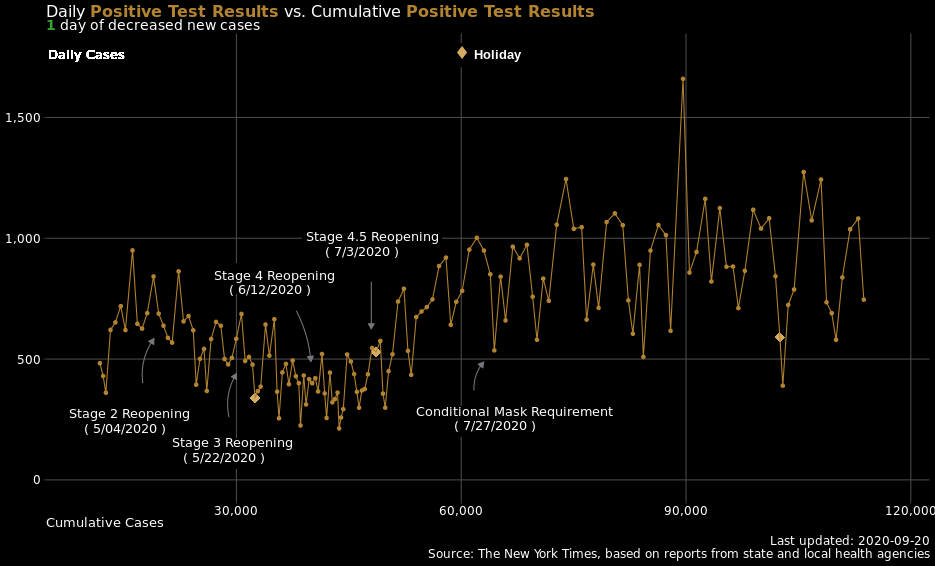 Daily Positive Test Results vs. Cumulative Positive Test Results
1 day of decreased new cases
Daily Cases
Holiday
1,500
1,000
500
0
Stage 4.5 Reopening
( 7/3/2020 )
Stage 4 Reopening
( 6/12/2020 )
Stage 2 Reopening
( 5/04/2020 )
Stage 3 Reopening
( 5/22/2020 )
Conditional Mask Requirement
( 7/27/2020 )
30,000
60,000
90,000
120,000
Cumulative Cases
Last updated: 2020-09-20
Source: The New York Times, based on reports from state and local health agencies